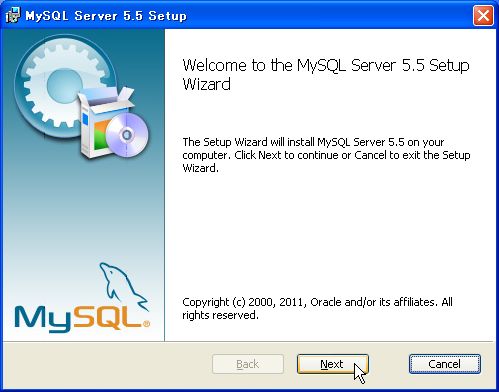 MySQL Server 5.5 Setup
Welcome to the MySQL Server 5.5 Setup
Wizard
The Setup Wizard will install MySQL Server 5.5 on your
computer. Click Next to continue or Cancel to exit the Setup
Wizard.
MySQL®
Copyright (c) 2000, 2011, Oracle and/or its affiliates. All
rights reserved.
Back
Next
Cancel